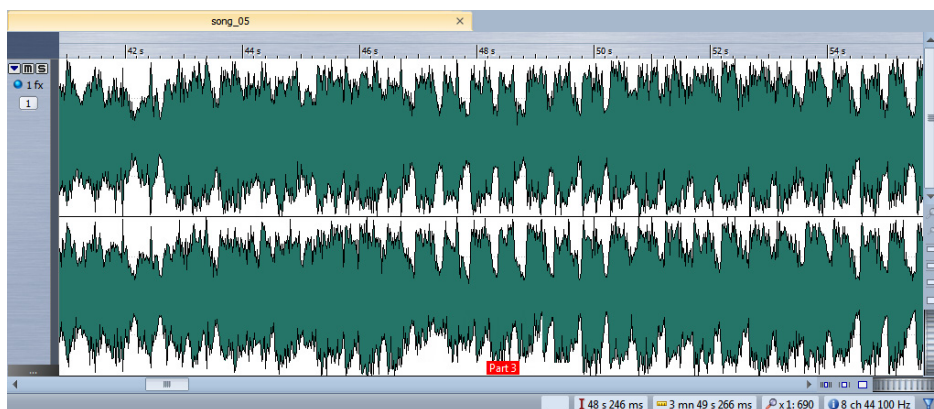 song_05
42 s 44 s 46 s 48 s 50 s 52 s 54 s
m S
1 fx
1
Part 3
...
48 s 246 ms 3 mn 49 s 266 ms x 1: 690 8 ch 44 100 Hz